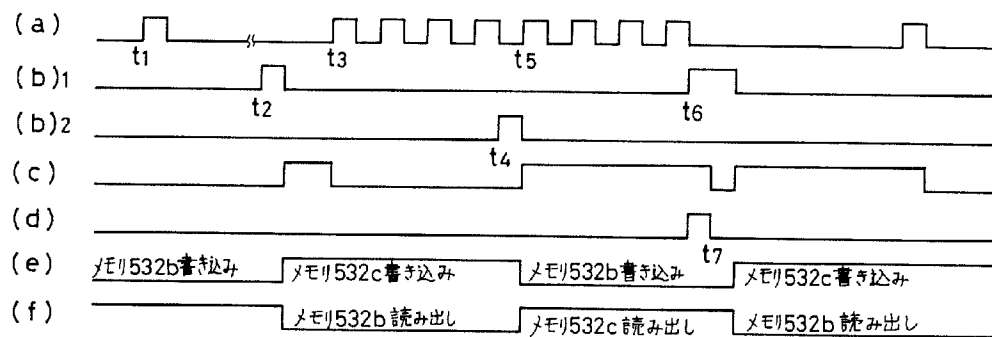 (a)
t1 t3 t5
(b)1
t2 t6
(b)2
t4
(c)
(d)
t7
(e) メモリ532b書き込み メモリ532c書き込み メモリ532b書き込み メモリ532c書き込み
(f) メモリ532b読み出し メモリ532c読み出し メモリ532b読み出し